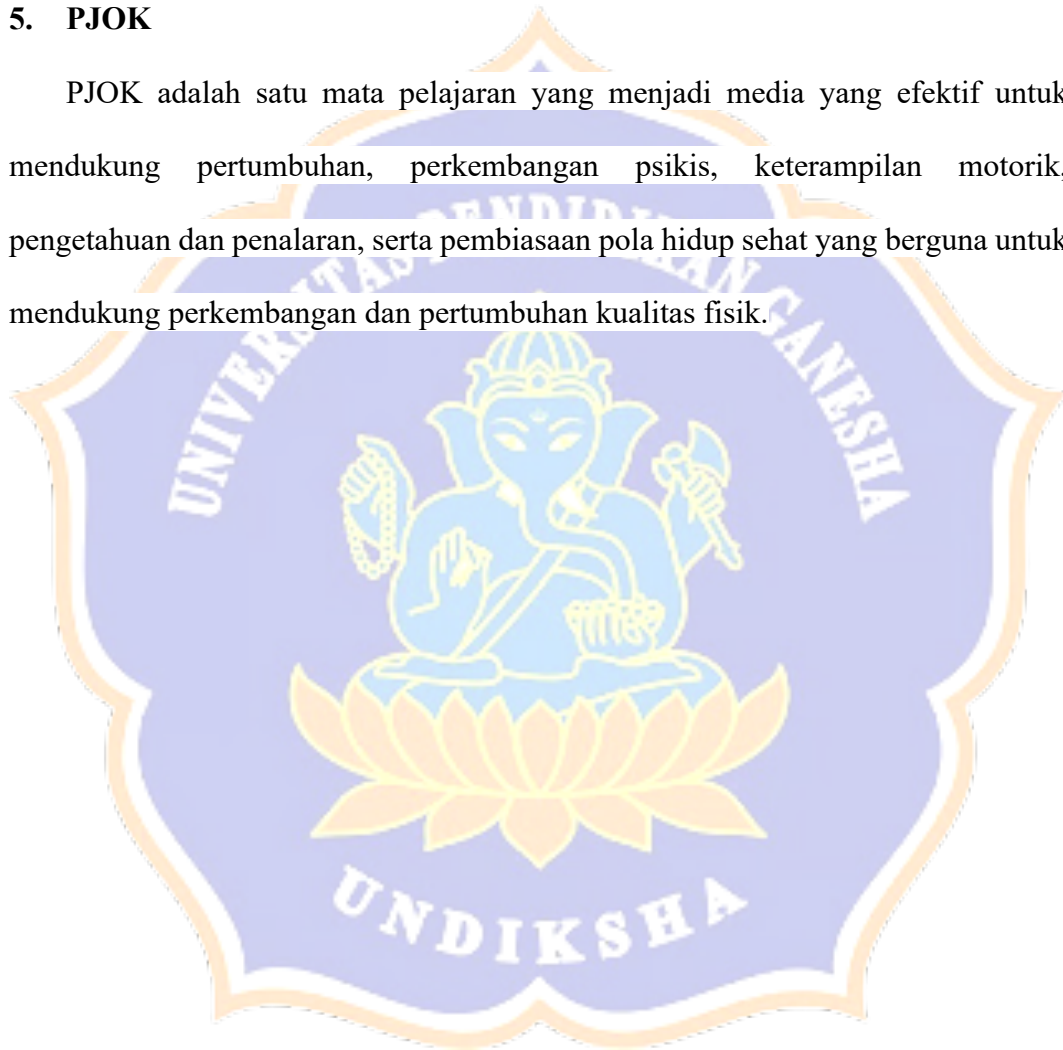 5. PJOK
PJOK adalah satu mata pelajaran yang menjadi media yang efektif untuk
mendukung pertumbuhan, perkembangan psikis, keterampilan motorik,
pengetahuan dan penalaran, serta pembiasaan pola hidup sehat yang berguna untuk
mendukung perkembangan dan pertumbuhan kualitas fisik.
UNIVERSITAS PENDIDIKAN GANESHA
UNDIKSHA